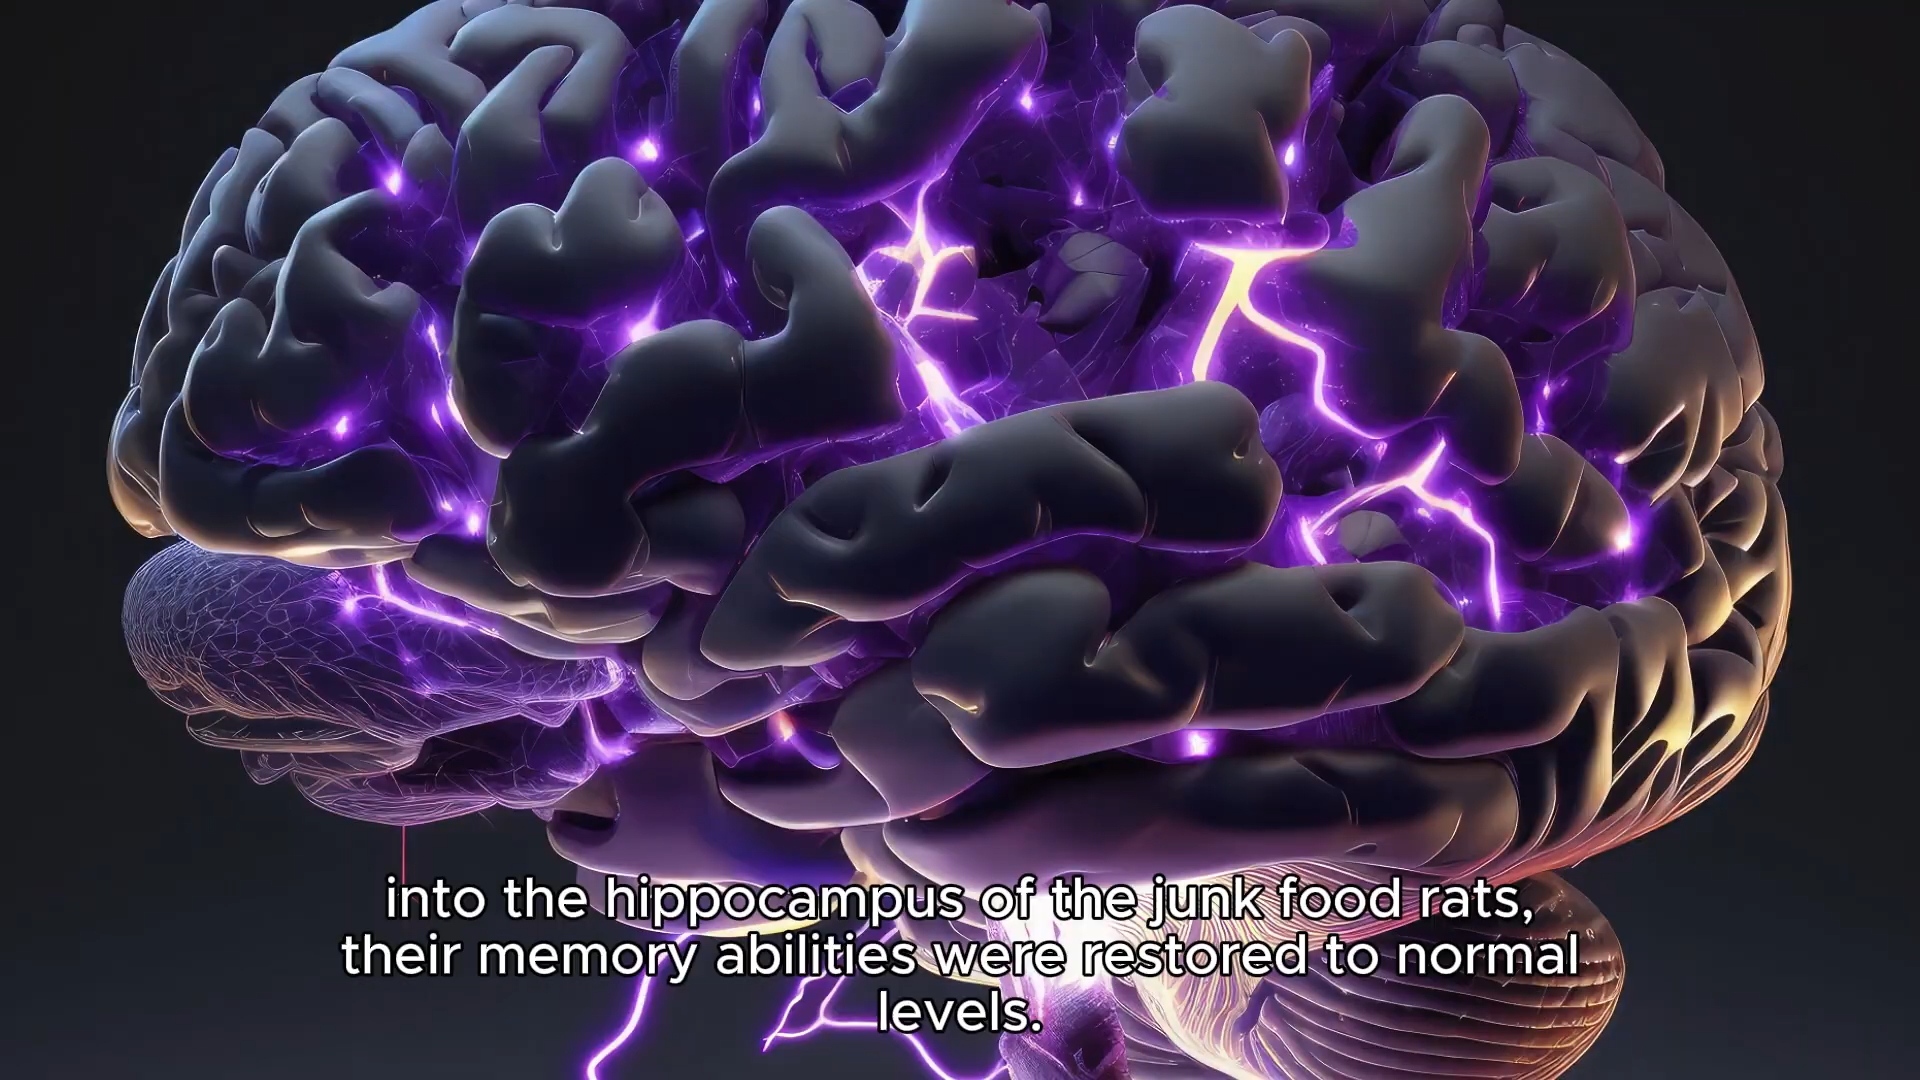 into the hippocampus of the junk food rats,
their memory abilities were restored to normal
levels.